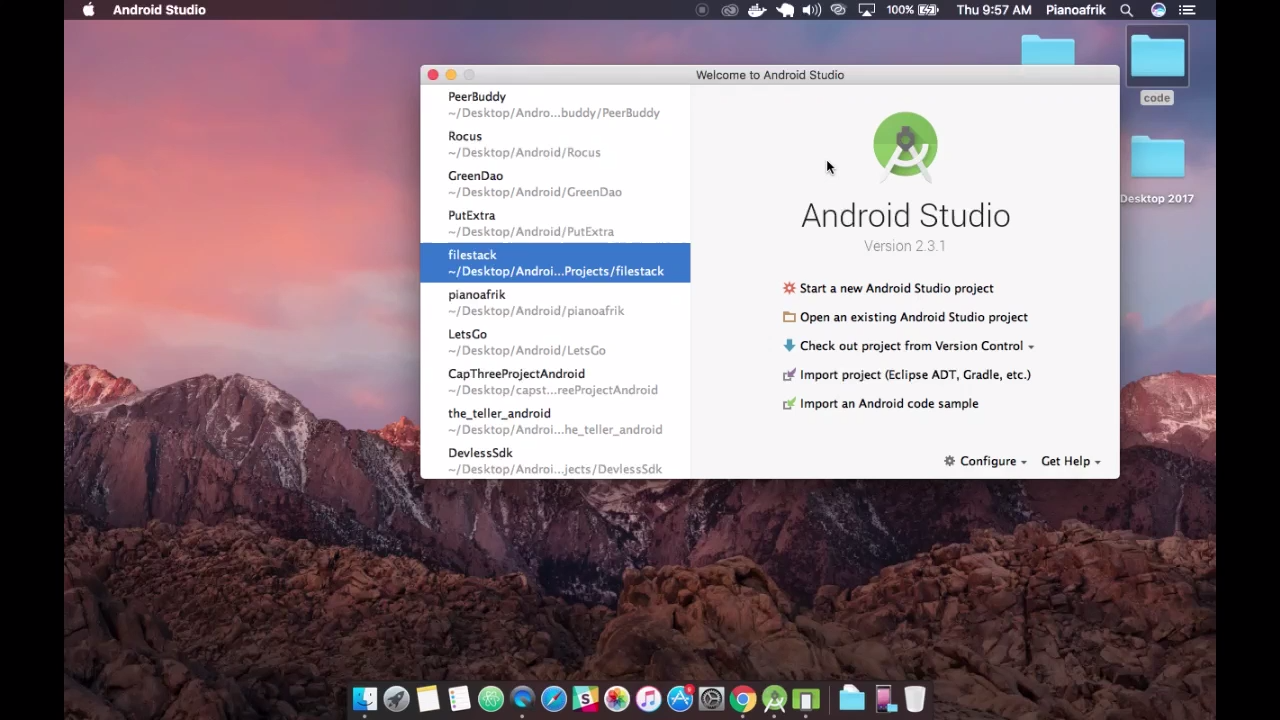 Android Studio
100%
Thu 9:57 AM
Pianoafrik
Welcome to Android Studio
PeerBuddy
~/Desktop/Andro...buddy/PeerBuddy
Rocus
~/Desktop/Android/Rocus
GreenDao
~/Desktop/Android/GreenDao
PutExtra
~/Desktop/Android/PutExtra
filestack
~/Desktop/Androi...Projects/filestack
pianoafrik
~/Desktop/Android/pianoafrik
LetsGo
~/Desktop/Android/LetsGo
CapThreeProjectAndroid
~/Desktop/capst...reeProjectAndroid
the_teller_android
~/Desktop/Androi...he_teller_android
DevlessSdk
~/Desktop/Androi...jects/DevlessSdk
Android Studio
Version 2.3.1
Start a new Android Studio project
Open an existing Android Studio project
Check out project from Version Control
Import project (Eclipse ADT, Gradle, etc.)
Import an Android code sample
Configure
Get Help
code
Desktop 2017